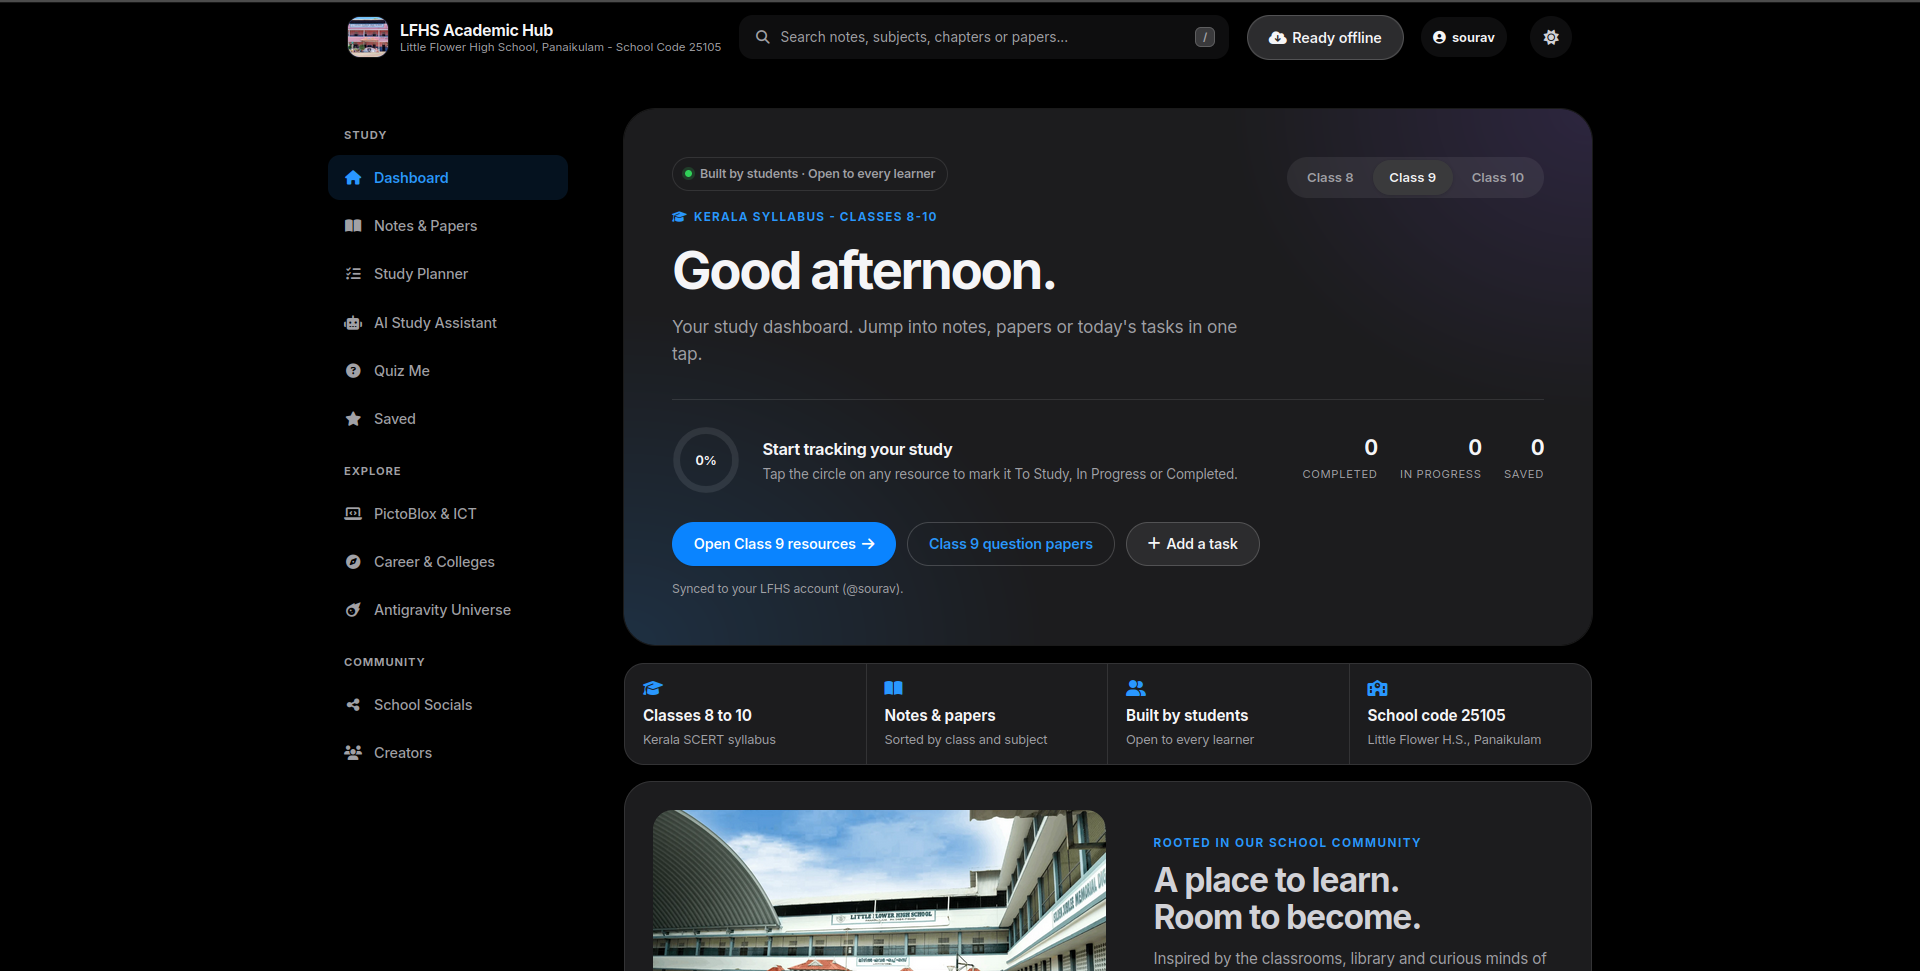 LFHS Academic Hub
Little Flower High School, Panaikulam - School Code 25105
Search notes, subjects, chapters or papers...
/
Ready offline
sourav
STUDY
Dashboard
Notes & Papers
Study Planner
AI Study Assistant
Quiz Me
Saved
EXPLORE
PictoBlox & ICT
Career & Colleges
Antigravity Universe
COMMUNITY
School Socials
Creators
Built by students · Open to every learner
Class 8
Class 9
Class 10
KERALA SYLLABUS - CLASSES 8-10
Good afternoon.
Your study dashboard. Jump into notes, papers or today's tasks in one
tap.
0%
Start tracking your study
Tap the circle on any resource to mark it To Study, In Progress or Completed.
0
COMPLETED
0
IN PROGRESS
0
SAVED
Open Class 9 resources →
Class 9 question papers
+ Add a task
Synced to your LFHS account (@sourav).
Classes 8 to 10
Kerala SCERT syllabus
Notes & papers
Sorted by class and subject
Built by students
Open to every learner
School code 25105
Little Flower H.S., Panaikulam
LITTLE FLOWER HIGH SCHOOL
ROOTED IN OUR SCHOOL COMMUNITY
A place to learn.
Room to become.
Inspired by the classrooms, library and curious minds of